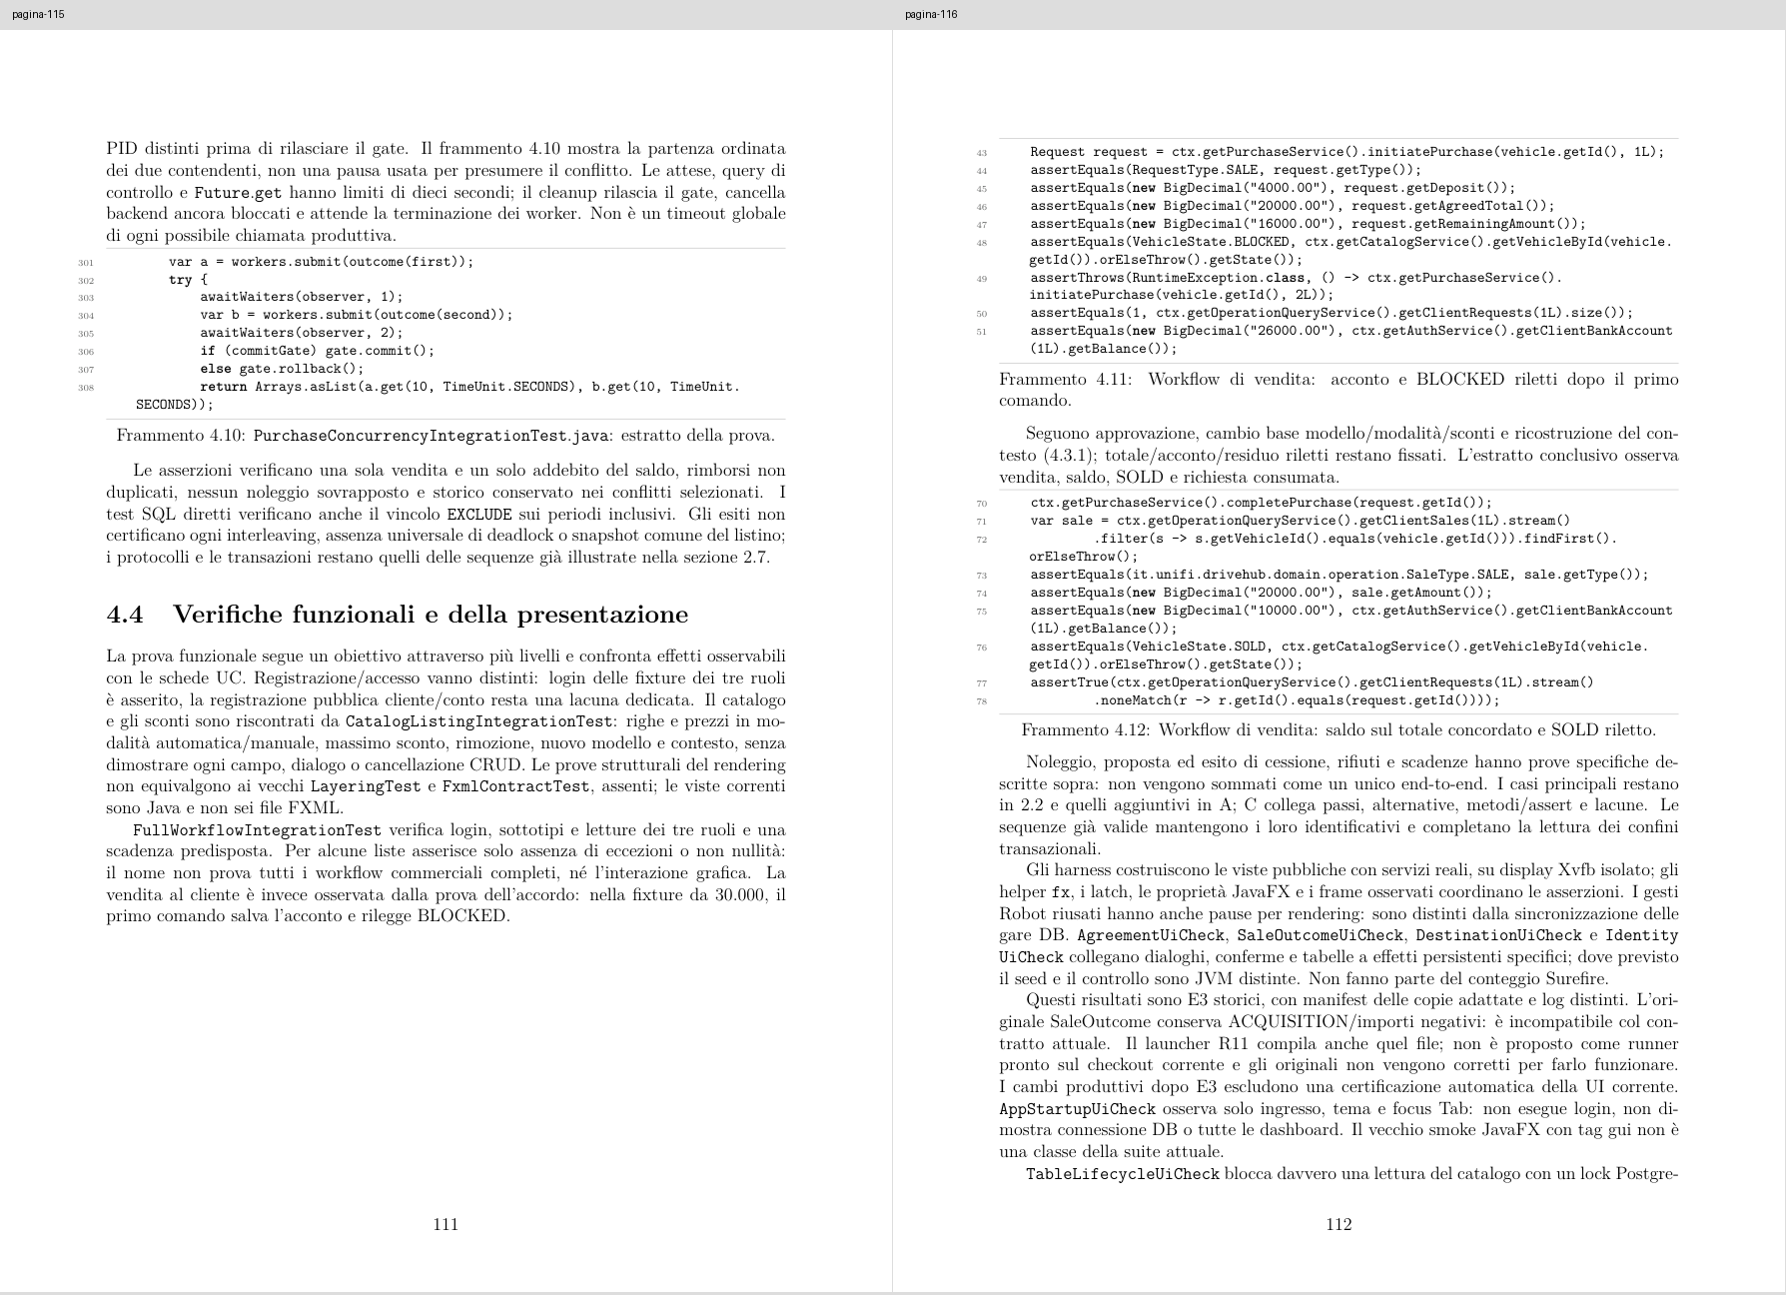 pagina-115
PID distinti prima di rilasciare il gate. Il frammento 4.10 mostra la partenza ordinata
dei due contendenti, non una pausa usata per presumere il conflitto. Le attese, query di
controllo e Future.get hanno limiti di dieci secondi; il cleanup rilascia il gate, cancella
backend ancora bloccati e attende la terminazione dei worker. Non è un timeout globale
di ogni possibile chiamata produttiva.
301 var a = workers.submit(outcome(first));
302 try {
303 awaitWaiters(observer, 1);
304 var b = workers.submit(outcome(second));
305 awaitWaiters(observer, 2);
306 if (commitGate) gate.commit();
307 else gate.rollback();
308 return Arrays.asList(a.get(10, TimeUnit.SECONDS), b.get(10, TimeUnit.
SECONDS));
Frammento 4.10: PurchaseConcurrencyIntegrationTest.java: estratto della prova.
Le asserzioni verificano una sola vendita e un solo addebito del saldo, rimborsi non
duplicati, nessun noleggio sovrapposto e storico conservato nei conflitti selezionati. I
test SQL diretti verificano anche il vincolo EXCLUDE sui periodi inclusivi. Gli esiti non
certificano ogni interleaving, assenza universale di deadlock o snapshot comune del listino;
i protocolli e le transazioni restano quelli delle sequenze già illustrate nella sezione 2.7.
4.4 Verifiche funzionali e della presentazione
La prova funzionale segue un obiettivo attraverso più livelli e confronta effetti osservabili
con le schede UC. Registrazione/accesso vanno distinti: login delle fixture dei tre ruoli
è asserito, la registrazione pubblica cliente/conto resta una lacuna dedicata. Il catalogo
e gli sconti sono riscontrati da CatalogListingIntegrationTest: righe e prezzi in mo-
dalità automatica/manuale, massimo sconto, rimozione, nuovo modello e contesto, senza
dimostrare ogni campo, dialogo o cancellazione CRUD. Le prove strutturali del rendering
non equivalgono ai vecchi LayeringTest e FxmlContractTest, assenti; le viste correnti
sono Java e non sei file FXML.
FullWorkflowIntegrationTest verifica login, sottotipi e letture dei tre ruoli e una
scadenza predisposta. Per alcune liste asserisce solo assenza di eccezioni o non nullità:
il nome non prova tutti i workflow commerciali completi, né l'interazione grafica. La
vendita al cliente è invece osservata dalla prova dell'accordo: nella fixture da 30.000, il
primo comando salva l'acconto e rilegge BLOCKED.
111
pagina-116
43 Request request = ctx.getPurchaseService().initiatePurchase(vehicle.getId(), 1L);
44 assertEquals(RequestType.SALE, request.getType());
45 assertEquals(new BigDecimal("4000.00"), request.getDeposit());
46 assertEquals(new BigDecimal("20000.00"), request.getAgreedTotal());
47 assertEquals(new BigDecimal("16000.00"), request.getRemainingAmount());
48 assertEquals(VehicleState.BLOCKED, ctx.getCatalogService().getVehicleById(vehicle.
getId()).orElseThrow().getState());
49 assertThrows(RuntimeException.class, () -> ctx.getPurchaseService().
initiatePurchase(vehicle.getId(), 2L));
50 assertEquals(1, ctx.getOperationQueryService().getClientRequests(1L).size());
51 assertEquals(new BigDecimal("26000.00"), ctx.getAuthService().getClientBankAccount
(1L).getBalance());
Frammento 4.11: Workflow di vendita: acconto e BLOCKED riletti dopo il primo
comando.
Seguono approvazione, cambio base modello/modalità/sconti e ricostruzione del con-
testo (4.3.1); totale/acconto/residuo riletti restano fissati. L'estratto conclusivo osserva
vendita, saldo, SOLD e richiesta consumata.
70 ctx.getPurchaseService().completePurchase(request.getId());
71 var sale = ctx.getOperationQueryService().getClientSales(1L).stream()
72 .filter(s -> s.getVehicleId().equals(vehicle.getId())).findFirst().
orElseThrow();
73 assertEquals(it.unifi.drivehub.domain.operation.SaleType.SALE, sale.getType());
74 assertEquals(new BigDecimal("20000.00"), sale.getAmount());
75 assertEquals(new BigDecimal("10000.00"), ctx.getAuthService().getClientBankAccount
(1L).getBalance());
76 assertEquals(VehicleState.SOLD, ctx.getCatalogService().getVehicleById(vehicle.
getId()).orElseThrow().getState());
77 assertTrue(ctx.getOperationQueryService().getClientRequests(1L).stream()
78 .noneMatch(r -> r.getId().equals(request.getId())));
Frammento 4.12: Workflow di vendita: saldo sul totale concordato e SOLD riletto.
Noleggio, proposta ed esito di cessione, rifiuti e scadenze hanno prove specifiche de-
scritte sopra: non vengono sommati come un unico end-to-end. I casi principali restano
in 2.2 e quelli aggiuntivi in A; C collega passi, alternative, metodi/assert e lacune. Le
sequenze già valide mantengono i loro identificativi e completano la lettura dei confini
transazionali.
Gli harness costruiscono le viste pubbliche con servizi reali, su display Xvfb isolato; gli
helper fx, i latch, le proprietà JavaFX e i frame osservati coordinano le asserzioni. I gesti
Robot riusati hanno anche pause per rendering: sono distinti dalla sincronizzazione delle
gare DB. AgreementUiCheck, SaleOutcomeUiCheck, DestinationUiCheck e Identity
UiCheck collegano dialoghi, conferme e tabelle a effetti persistenti specifici; dove previsto
il seed e il controllo sono JVM distinte. Non fanno parte del conteggio Surefire.
Questi risultati sono E3 storici, con manifest delle copie adattate e log distinti. L'ori-
ginale SaleOutcome conserva ACQUISITION/importi negativi: è incompatibile col con-
tratto attuale. Il launcher R11 compila anche quel file; non è proposto come runner
pronto sul checkout corrente e gli originali non vengono corretti per farlo funzionare.
I cambi produttivi dopo E3 escludono una certificazione automatica della UI corrente.
AppStartupUiCheck osserva solo ingresso, tema e focus Tab: non esegue login, non di-
mostra connessione DB o tutte le dashboard. Il vecchio smoke JavaFX con tag gui non è
una classe della suite attuale.
TableLifecycleUiCheck blocca davvero una lettura del catalogo con un lock Postgre-
112